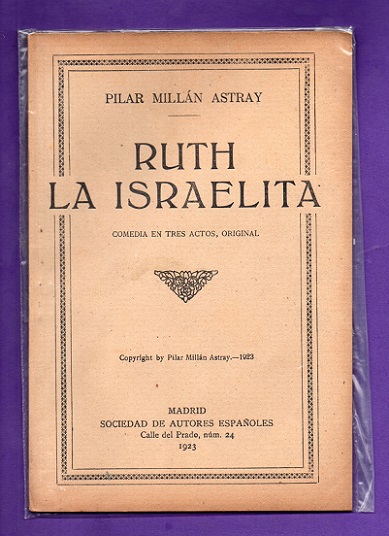 PILAR MILLÁN ASTRAY
RUTH
LA ISRAELITA
COMEDIA EN TRES ACTOS, ORIGINAL
Copyright by Pilar Millán Astray.—1923
MADRID
SOCIEDAD DE AUTORES ESPAÑOLES
Calle del Prado, núm. 24
1923